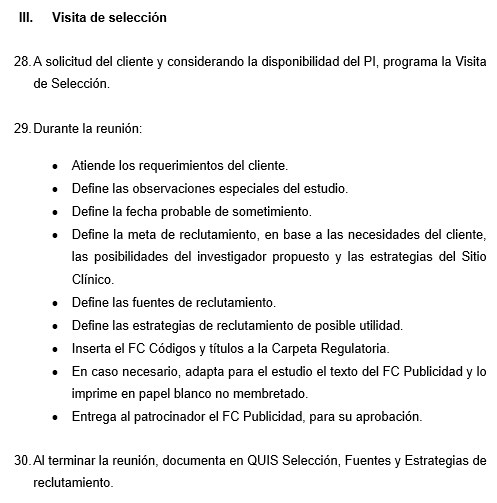 III. Visita de selección
28. A solicitud del cliente y considerando la disponibilidad del PI, programa la Visita
de Selección.
29. Durante la reunión:
• Atiende los requerimientos del cliente.
• Define las observaciones especiales del estudio.
• Define la fecha probable de sometimiento.
• Define la meta de reclutamiento, en base a las necesidades del cliente,
las posibilidades del investigador propuesto y las estrategias del Sitio
Clínico.
• Define las fuentes de reclutamiento.
• Define las estrategias de reclutamiento de posible utilidad.
• Inserta el FC Códigos y títulos a la Carpeta Regulatoria.
• En caso necesario, adapta para el estudio el texto del FC Publicidad y lo
imprime en papel blanco no membretado.
• Entrega al patrocinador el FC Publicidad, para su aprobación.
30. Al terminar la reunión, documenta en QUIS Selección, Fuentes y Estrategias de
reclutamiento.